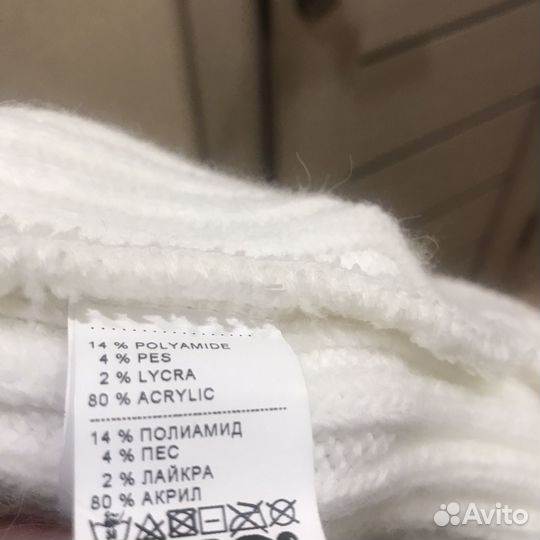 14 % POLYAMIDE
4 % PES
2 % LYCRA
80 % ACRYLIC
14 % ПОЛИАМИД
4 % ПЕС
2 % ЛАЙКРА
80 % АКРИЛ
Avito